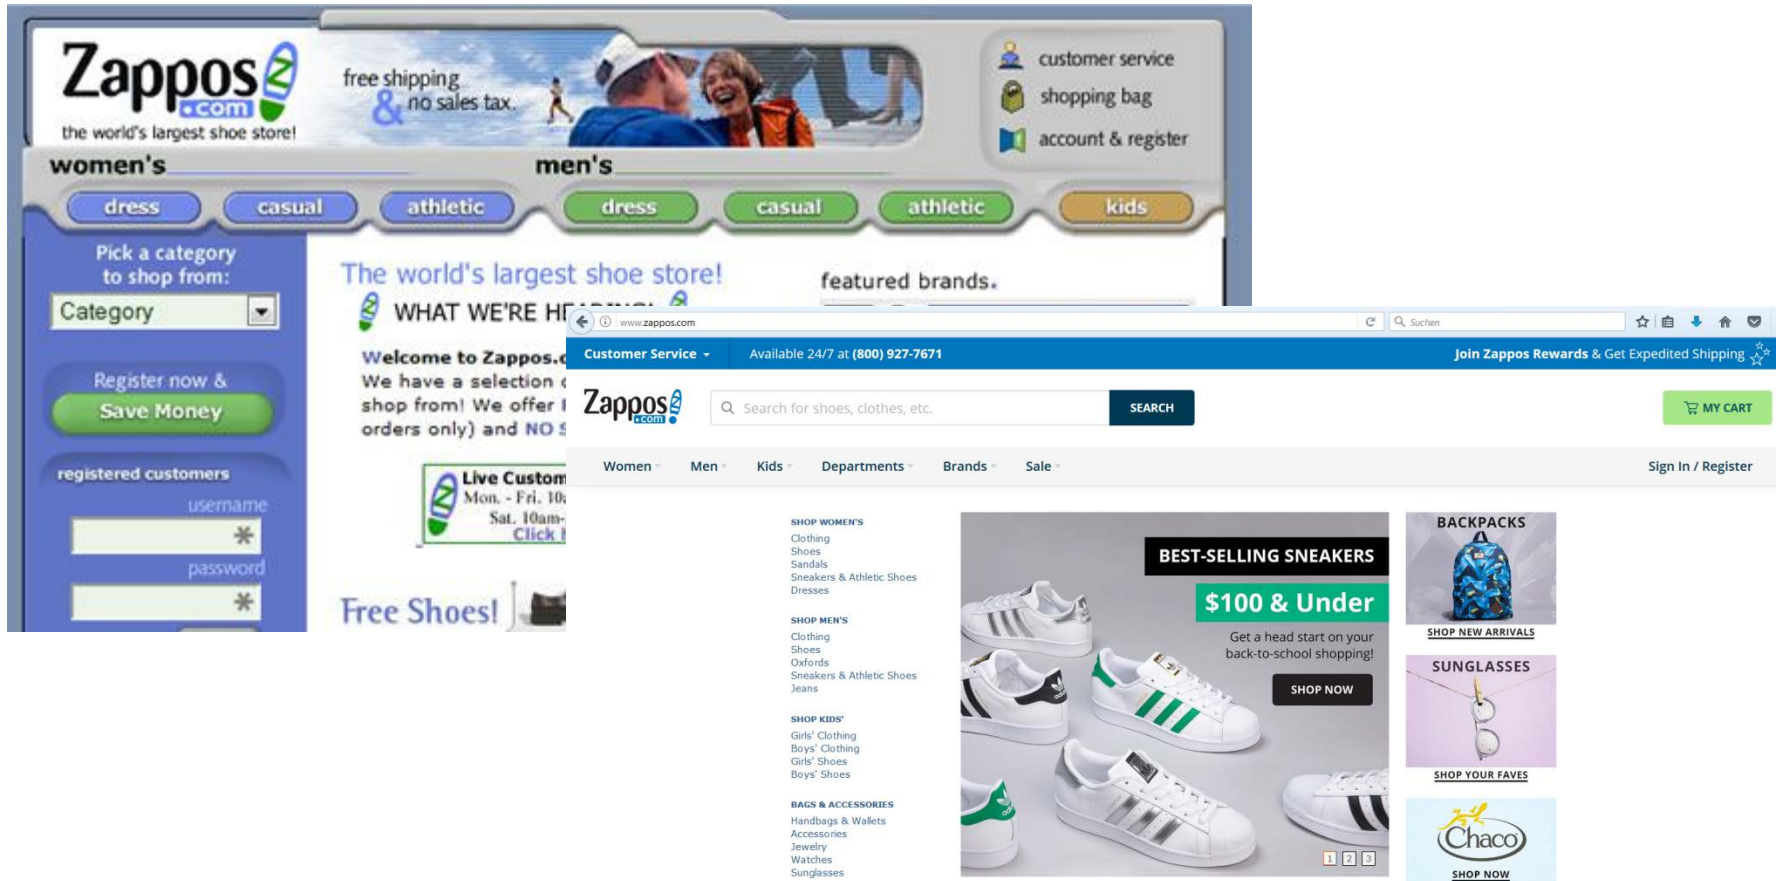 Zappos
.com
the world's largest shoe store!
free shipping
& no sales tax.
customer service
shopping bag
account & register
women's
men's
dress
casual
athletic
dress
casual
athletic
kids
Pick a category
to shop from:
Category
Register now &
Save Money
registered customers
username
password
The world's largest shoe store!
featured brands.
WHAT WE'RE
Welcome to Zappos.
We have a selection
shop from! We offer
orders only) and NO
Live Custom
Mon. - Fri. 10
Sat. 10am-
Click
Free Shoes!
www.zappos.com
Suchen
Customer Service
Available 24/7 at (800) 927-7671
Join Zappos Rewards & Get Expedited Shipping
Zappos
.com
Search for shoes, clothes, etc.
SEARCH
MY CART
Women
Men
Kids
Departments
Brands
Sale
Sign In / Register
SHOP WOMEN'S
Clothing
Shoes
Sandals
Sneakers & Athletic Shoes
Dresses
SHOP MEN'S
Clothing
Shoes
Oxfords
Sneakers & Athletic Shoes
Jeans
SHOP KIDS'
Girls' Clothing
Boys' Clothing
Girls' Shoes
Boys' Shoes
BAGS & ACCESSORIES
Handbags & Wallets
Accessories
Jewelry
Watches
Sunglasses
BEST-SELLING SNEAKERS
$100 & Under
Get a head start on your
back-to-school shopping!
SHOP NOW
1 2 3
BACKPACKS
SHOP NEW ARRIVALS
SUNGLASSES
SHOP YOUR FAVES
Chaco
SHOP NOW